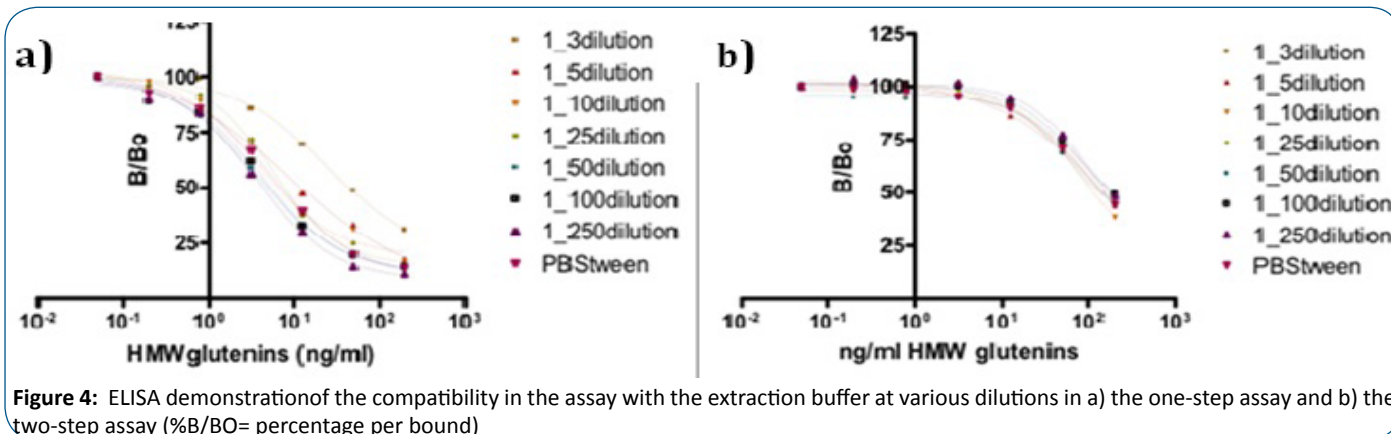 a)
125
100
75
50
25
B/Bo
10-2
10-1
100
101
102
103
HMWglutenins (ng/ml)
1_3dilution
1_5dilution
1_10dilution
1_25dilution
1_50dilution
1_100dilution
1_250dilution
PBStween
b)
125
100
75
50
25
B/Bo
10-2
10-1
100
101
102
103
ng/ml HMW gluteniins
1_3dilution
1_5dilution
1_10dilution
1_25dilution
1_50dilution
1_100dilution
1_250dilution
PBStween
Figure 4: ELISA demonstrationof the compatibility in the assay with the extraction buffer at various dilutions in a) the one-step assay and b) the
two-step assay (%B/BO= percentage per bound)